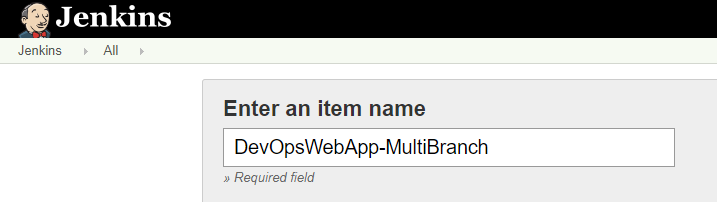 Jenkins
Jenkins All
Enter an item name
DevOpsWebApp-MultiBranch
» Required field